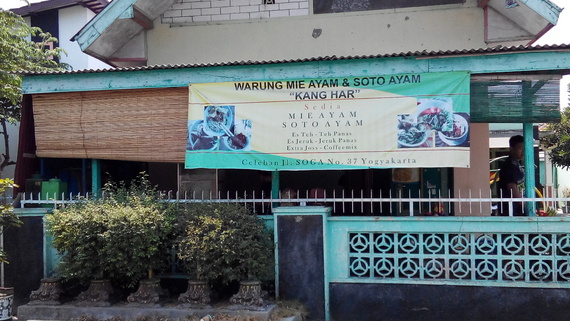 WARUNG MIE AYAM & SOTO AYAM
"KANG HAR"
Sedia
MIE AYAM
SOTO AYAM
Es Teh - Teh Panas
Es Jeruk - Jeruk Panas
Extra Jose - Coffeemix
Celeban Jl. SOGA No. 37 Yogyakarta